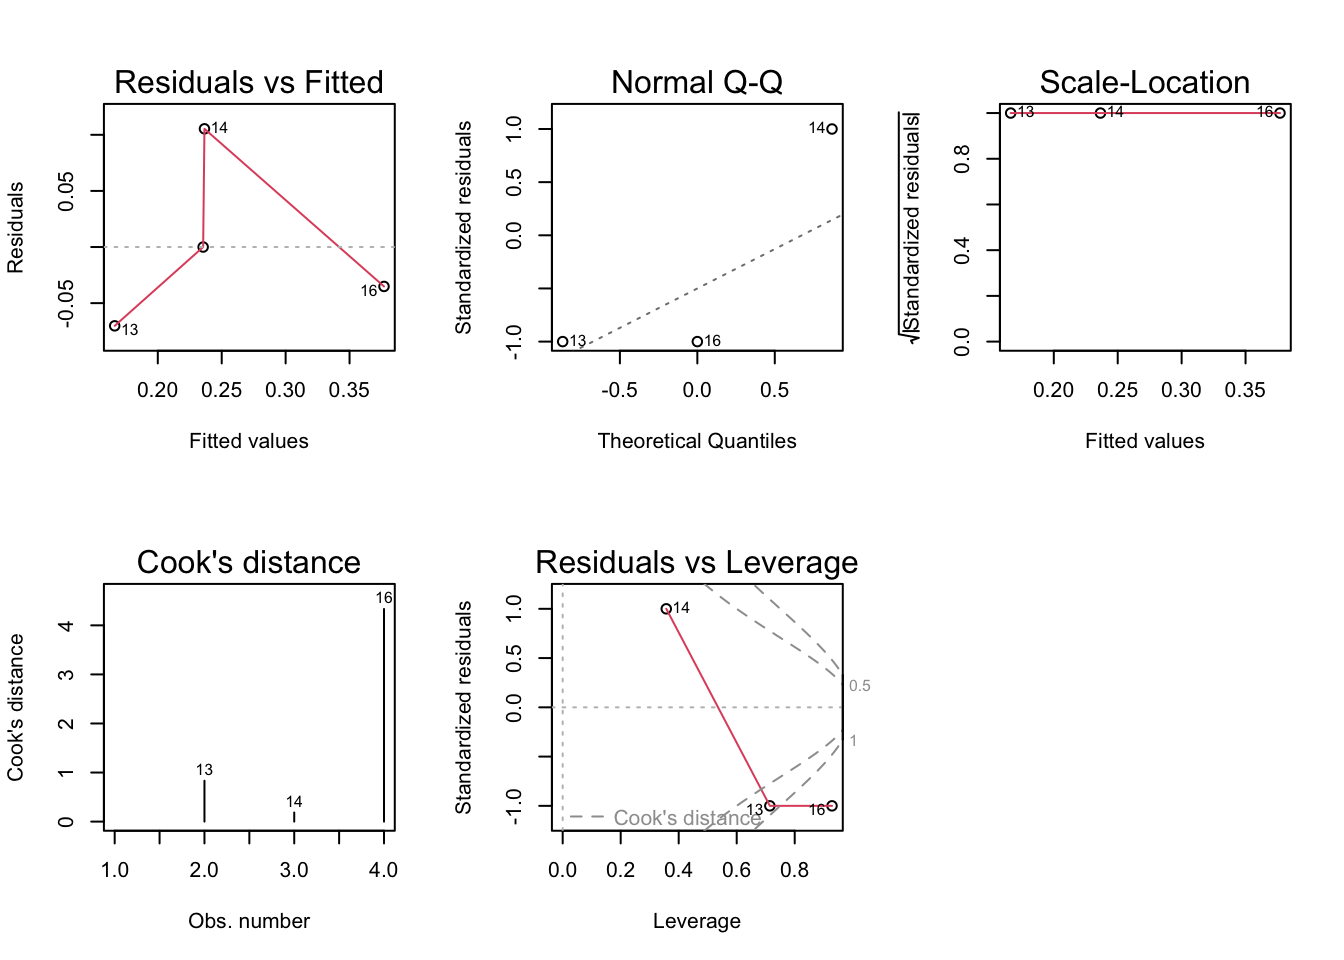 Residuals vs Fitted
Residuals
0.05
-0.05
14
16
13
0.20 0.25 0.30 0.35
Fitted values
Normal Q-Q
Standardized residuals
1.0
0.5
0.0
-1.0
14
13
16
-0.5 0.0 0.5
Theoretical Quantiles
Scale-Location
√|Standardized residuals|
0.8
0.4
0.0
13
14
16
0.20 0.25 0.30 0.35
Fitted values
Cook's distance
Cook's distance
4
3
2
1
0
16
13
14
1.0 2.0 3.0 4.0
Obs. number
Residuals vs Leverage
Standardized residuals
1.0
0.5
0.0
-1.0
14
0.5
1
13
16
Cook's distance
0.0 0.2 0.4 0.6 0.8
Leverage